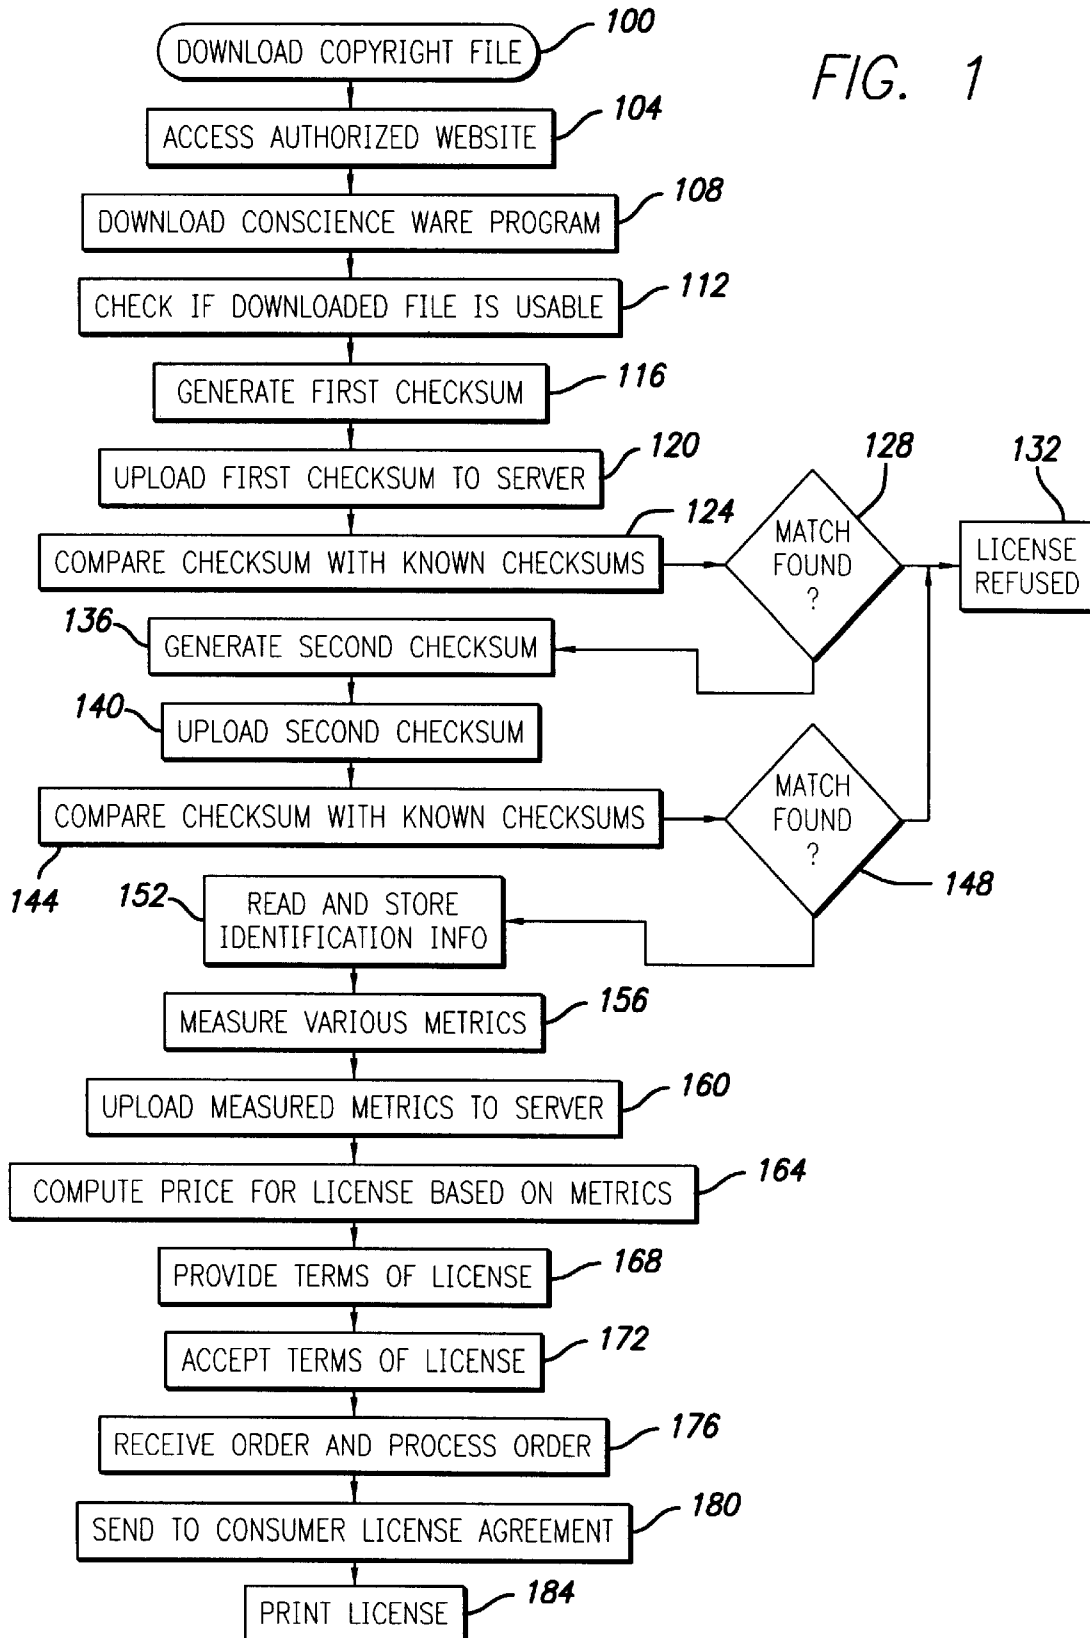 DOWNLOAD COPYRIGHT FILE
100
FIG. 1
ACCESS AUTHORIZED WEBSITE
104
DOWNLOAD CONSCIENCE WARE PROGRAM
108
CHECK IF DOWNLOADED FILE IS USABLE
112
GENERATE FIRST CHECKSUM
116
UPLOAD FIRST CHECKSUM TO SERVER
120
COMPARE CHECKSUM WITH KNOWN CHECKSUMS
124
MATCH
FOUND
?
128
LICENSE
REFUSED
132
136
GENERATE SECOND CHECKSUM
140
UPLOAD SECOND CHECKSUM
COMPARE CHECKSUM WITH KNOWN CHECKSUMS
144
MATCH
FOUND
?
148
152
READ AND STORE
IDENTIFICATION INFO
MEASURE VARIOUS METRICS
156
UPLOAD MEASURED METRICS TO SERVER
160
COMPUTE PRICE FOR LICENSE BASED ON METRICS
164
PROVIDE TERMS OF LICENSE
168
ACCEPT TERMS OF LICENSE
172
RECEIVE ORDER AND PROCESS ORDER
176
SEND TO CONSUMER LICENSE AGREEMENT
180
PRINT LICENSE
184